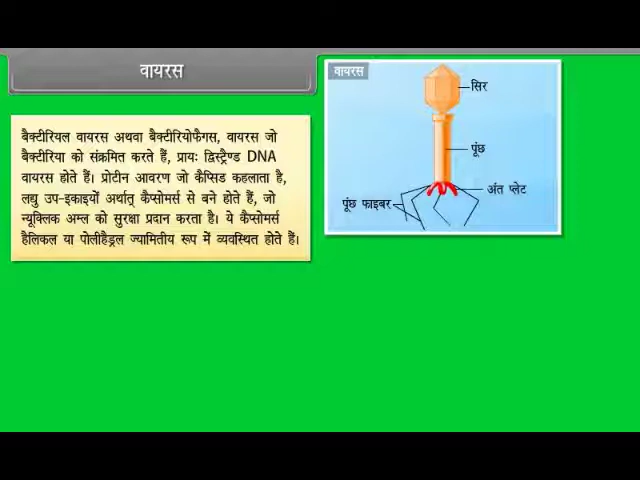 वायरस
बैक्टीरियल वायरस अथवा बैक्टीरियोफैगस, वायरस जो
बैक्टीरिया को संक्रमित करते हैं, प्रायः द्विस्ट्रैण्ड DNA
वायरस होते हैं। प्रोटीन आवरण जो कैप्सिड कहलाता है,
लघु उप-इकाइयों अर्थात् कैप्सोमर्स से बने होते हैं, जो
न्यूक्लिक अम्ल को सुरक्षा प्रदान करता है। ये कैप्सोमर्स
हैलिकल या पोलीहैड्रल ज्यामितीय रूप में व्यवस्थित होते हैं।
वायरस
सिर
पूंछ
अंत प्लेट
पूंछ फाइबर